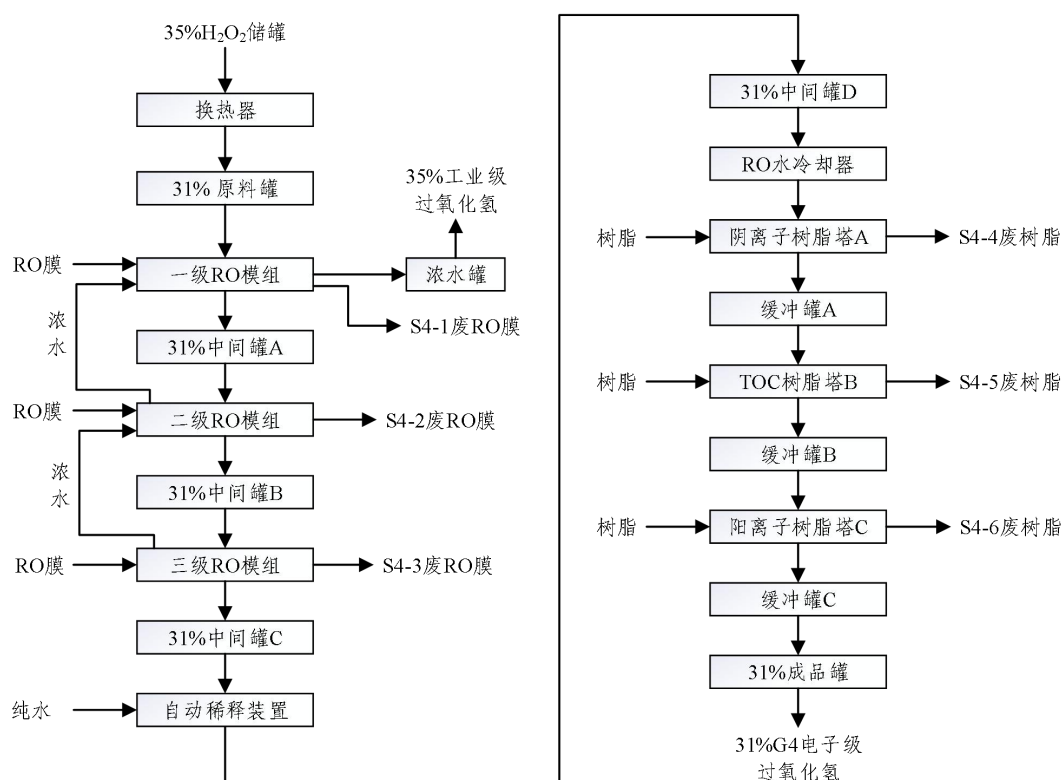 35%H₂O₂储罐
换热器
31%原料罐
35%工业级
过氧化氢
RO膜
一级RO模组
浓水罐
浓
水
S4-1废RO膜
31%中间罐A
RO膜
二级RO模组
S4-2废RO膜
浓
水
31%中间罐B
RO膜
三级RO模组
S4-3废RO膜
31%中间罐C
纯水
自动稀释装置
31%中间罐D
RO水冷却器
树脂
阴离子树脂塔A
S4-4废树脂
缓冲罐A
树脂
TOC树脂塔B
S4-5废树脂
缓冲罐B
树脂
阳离子树脂塔C
S4-6废树脂
缓冲罐C
31%成品罐
31%G4电子级
过氧化氢